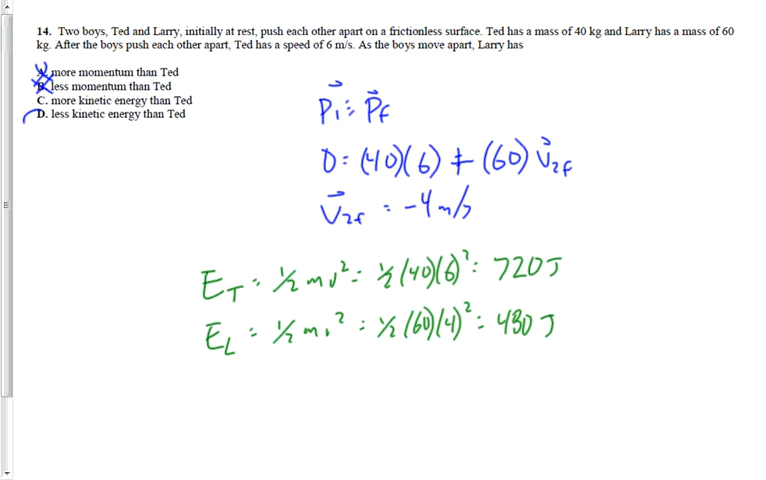 14. Two boys, Ted and Larry, initially at rest, push each other apart on a frictionless surface. Ted has a mass of 40 kg and Larry has a mass of 60
kg. After the boys push each other apart, Ted has a speed of 6 m/s. As the boys move apart, Larry has
A. more momentum than Ted
B. less momentum than Ted
C. more kinetic energy than Ted
D. less kinetic energy than Ted
P⃗i = P⃗f
0 = (40)(6) + (60) V⃗2f
V⃗2f = -4 m/s
ET = ½ mv² = ½ (40)(6)² = 720 J
EL = ½ mv² = ½ (60)(4)² = 480 J